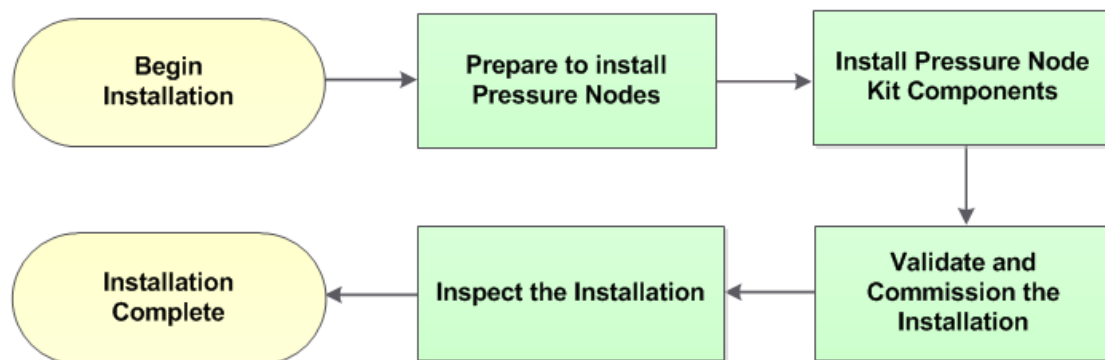 Begin
Installation
Prepare to install
Pressure Nodes
Install Pressure Node
Kit Components
Validate and
Commission the
Installation
Inspect the Installation
Installation
Complete